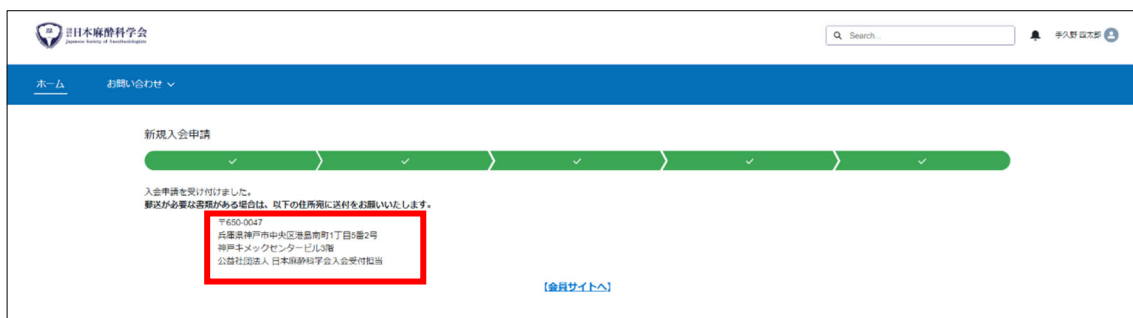 日本麻酔科学会
Japanese Society of Anesthesiologists
Search...
手久野 四太郎
ホーム
お問い合わせ
新規入会申請
入会申請を受け付けました。
郵送が必要な書類がある場合は、以下の住所宛に送付をお願いいたします。
〒650-0047
兵庫県神戸市中央区港島南町1丁目5番2号
神戸キメックセンタービル3階
公益社団法人 日本麻酔科学会入会受付担当
【会員サイトへ】